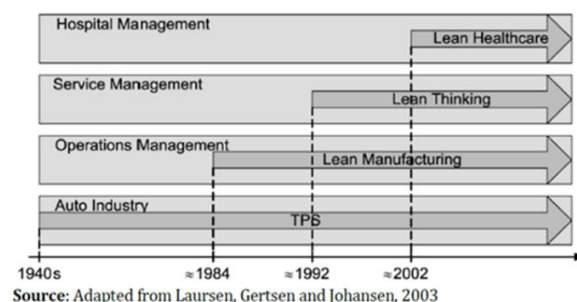 Hospital Management
Lean Healthcare
Service Management
Lean Thinking
Operations Management
Lean Manufacturing
Auto Industry
TPS
1940s ≈1984 ≈1992 ≈2002
Source: Adapted from Laursen, Gertsen and Johansen, 2003